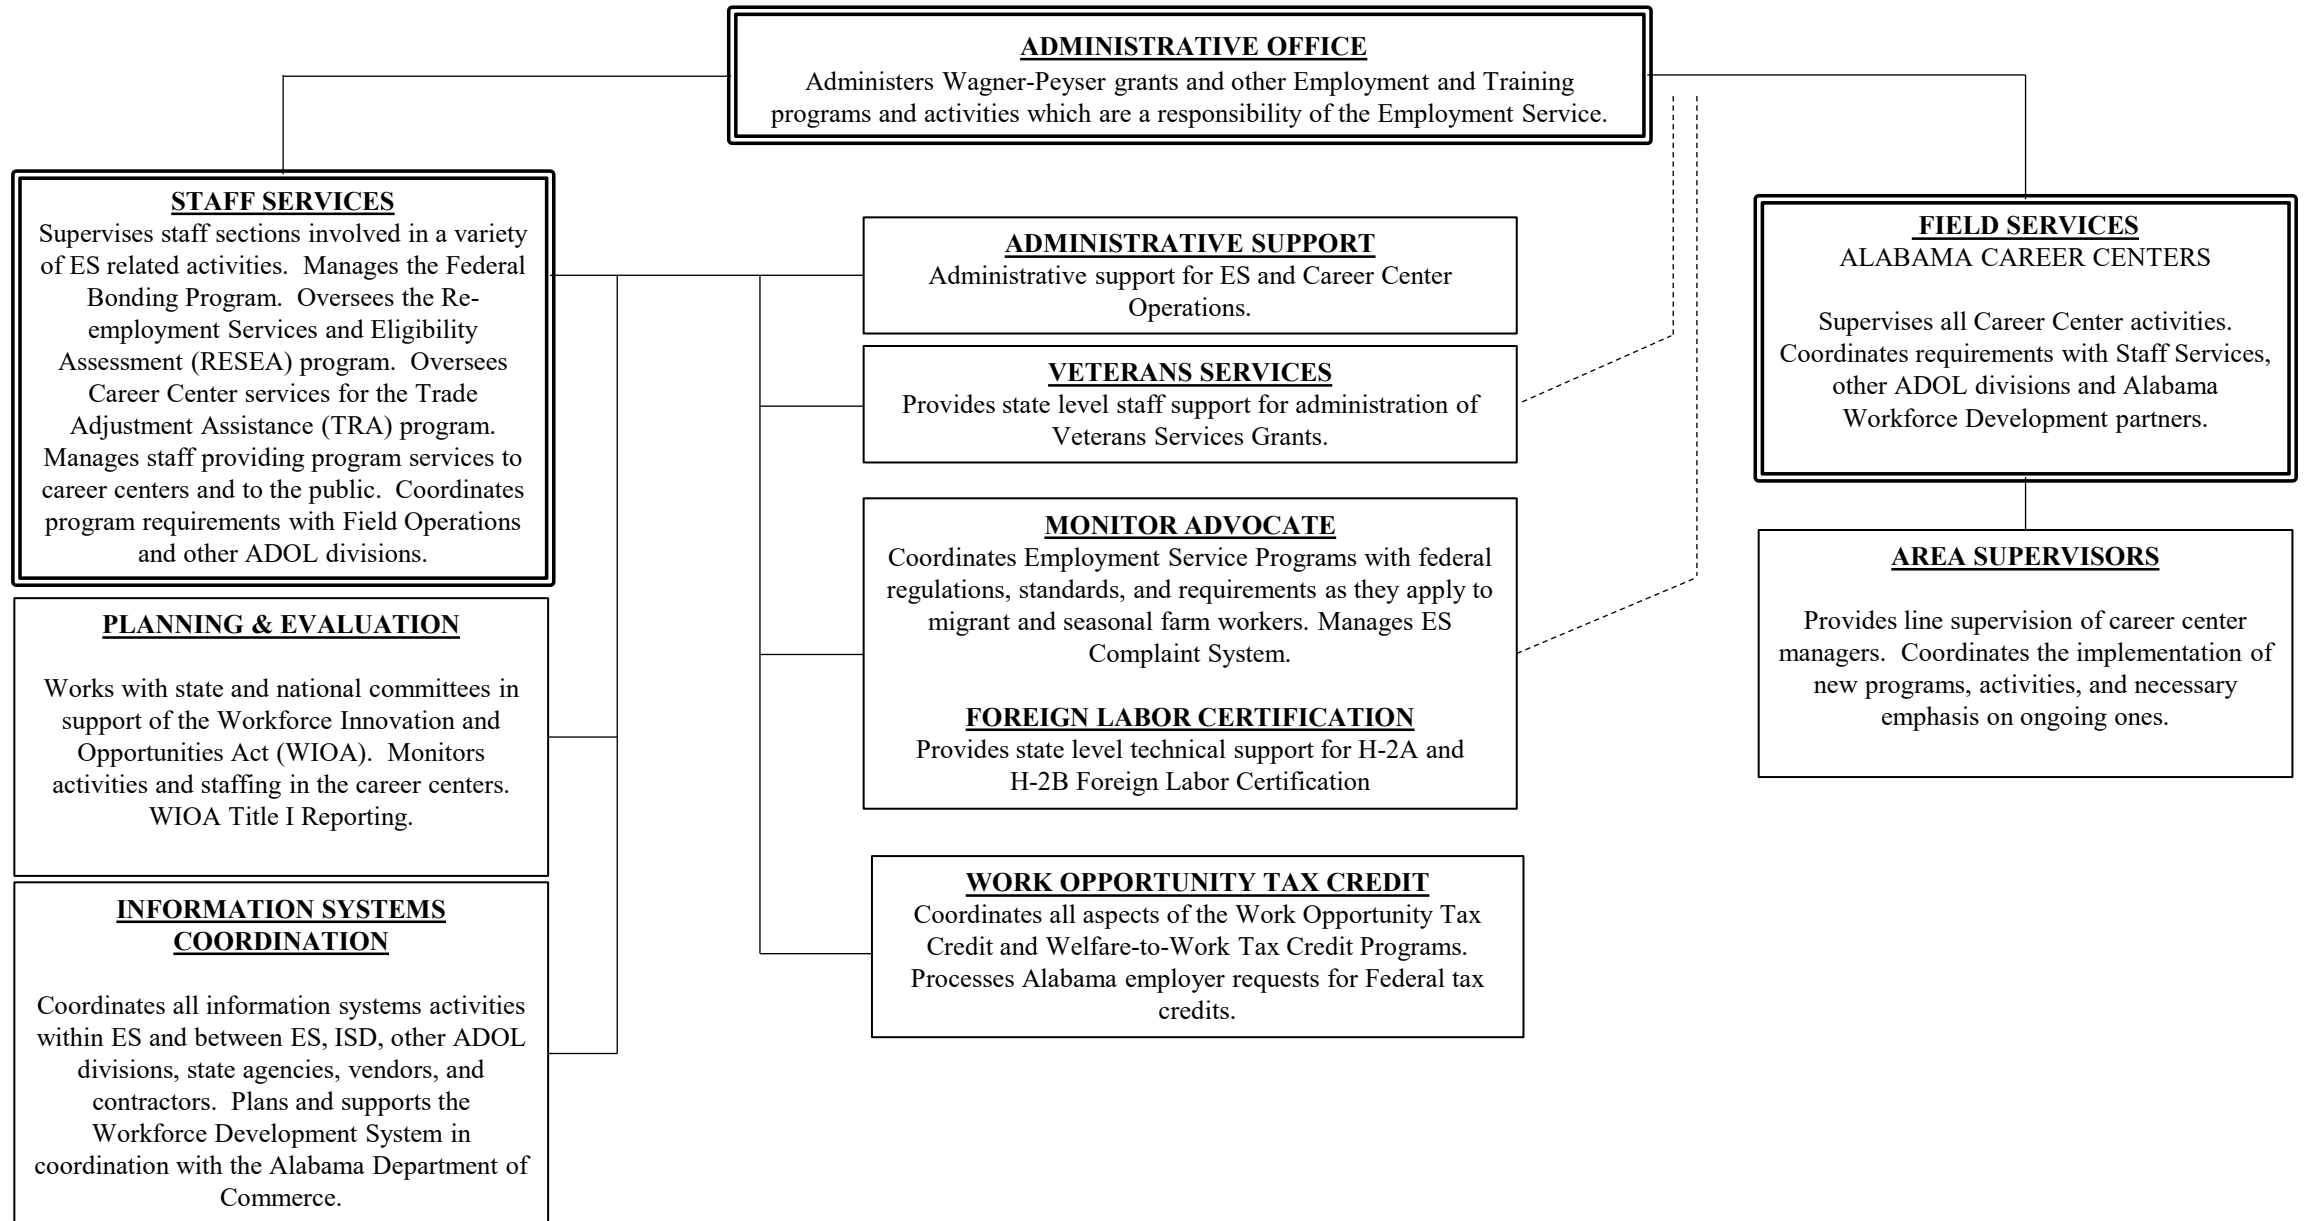 ADMINISTRATIVE OFFICE
Administers Wagner-Peyser grants and other Employment and Training
programs and activities which are a responsibility of the Employment Service.
STAFF SERVICES
Supervises staff sections involved in a variety
of ES related activities. Manages the Federal
Bonding Program. Oversees the Re-
employment Services and Eligibility
Assessment (RESEA) program. Oversees
Career Center services for the Trade
Adjustment Assistance (TRA) program.
Manages staff providing program services to
career centers and to the public. Coordinates
program requirements with Field Operations
and other ADOL divisions.
PLANNING & EVALUATION
Works with state and national committees in
support of the Workforce Innovation and
Opportunities Act (WIOA). Monitors
activities and staffing in the career centers.
WIOA Title I Reporting.
INFORMATION SYSTEMS
COORDINATION
Coordinates all information systems activities
within ES and between ES, ISD, other ADOL
divisions, state agencies, vendors, and
contractors. Plans and supports the
Workforce Development System in
coordination with the Alabama Department of
Commerce.
ADMINISTRATIVE SUPPORT
Administrative support for ES and Career Center
Operations.
VETERANS SERVICES
Provides state level staff support for administration of
Veterans Services Grants.
MONITOR ADVOCATE
Coordinates Employment Service Programs with federal
regulations, standards, and requirements as they apply to
migrant and seasonal farm workers. Manages ES
Complaint System.
FOREIGN LABOR CERTIFICATION
Provides state level technical support for H-2A and
H-2B Foreign Labor Certification
WORK OPPORTUNITY TAX CREDIT
Coordinates all aspects of the Work Opportunity Tax
Credit and Welfare-to-Work Tax Credit Programs.
Processes Alabama employer requests for Federal tax
credits.
FIELD SERVICES
ALABAMA CAREER CENTERS
Supervises all Career Center activities.
Coordinates requirements with Staff Services,
other ADOL divisions and Alabama
Workforce Development partners.
AREA SUPERVISORS
Provides line supervision of career center
managers. Coordinates the implementation of
new programs, activities, and necessary
emphasis on ongoing ones.